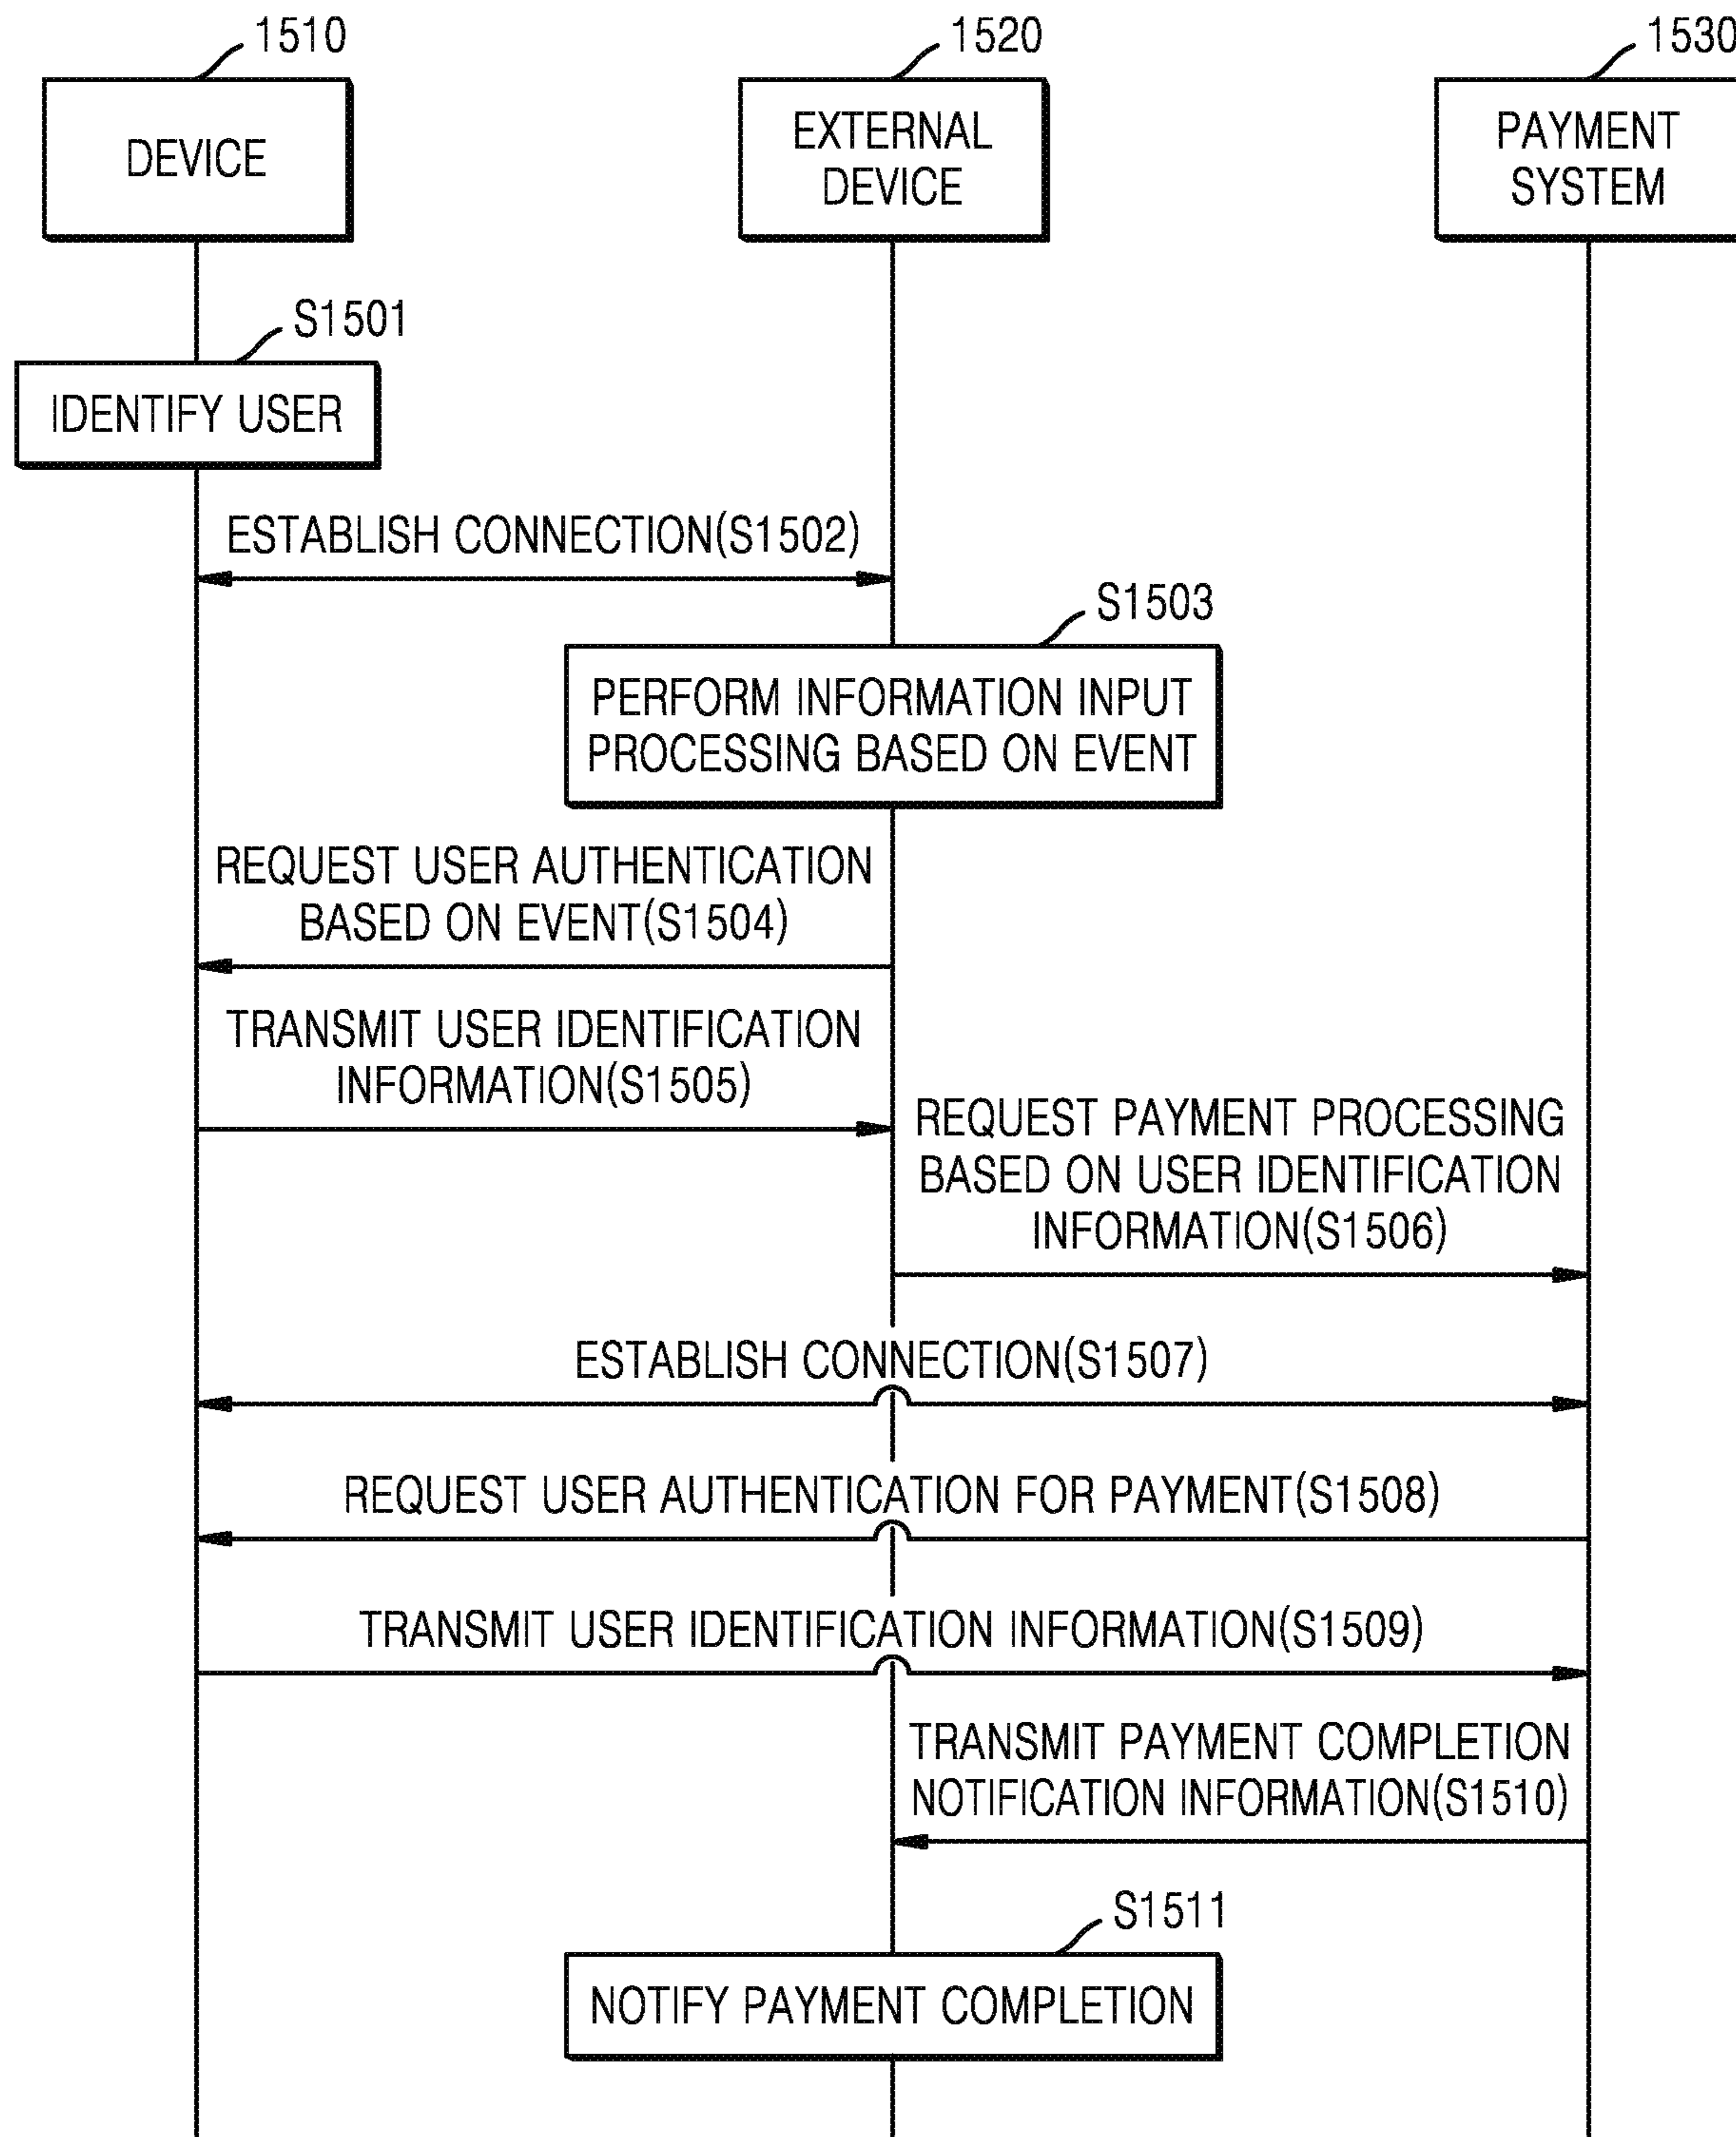 1510
1520
1530
DEVICE
EXTERNAL
DEVICE
PAYMENT
SYSTEM
S1501
IDENTIFY USER
ESTABLISH CONNECTION(S1502)
S1503
PERFORM INFORMATION INPUT
PROCESSING BASED ON EVENT
REQUEST USER AUTHENTICATION
BASED ON EVENT(S1504)
TRANSMIT USER IDENTIFICATION
INFORMATION(S1505)
REQUEST PAYMENT PROCESSING
BASED ON USER IDENTIFICATION
INFORMATION(S1506)
ESTABLISH CONNECTION(S1507)
REQUEST USER AUTHENTICATION FOR PAYMENT(S1508)
TRANSMIT USER IDENTIFICATION INFORMATION(S1509)
TRANSMIT PAYMENT COMPLETION
NOTIFICATION INFORMATION(S1510)
S1511
NOTIFY PAYMENT COMPLETION